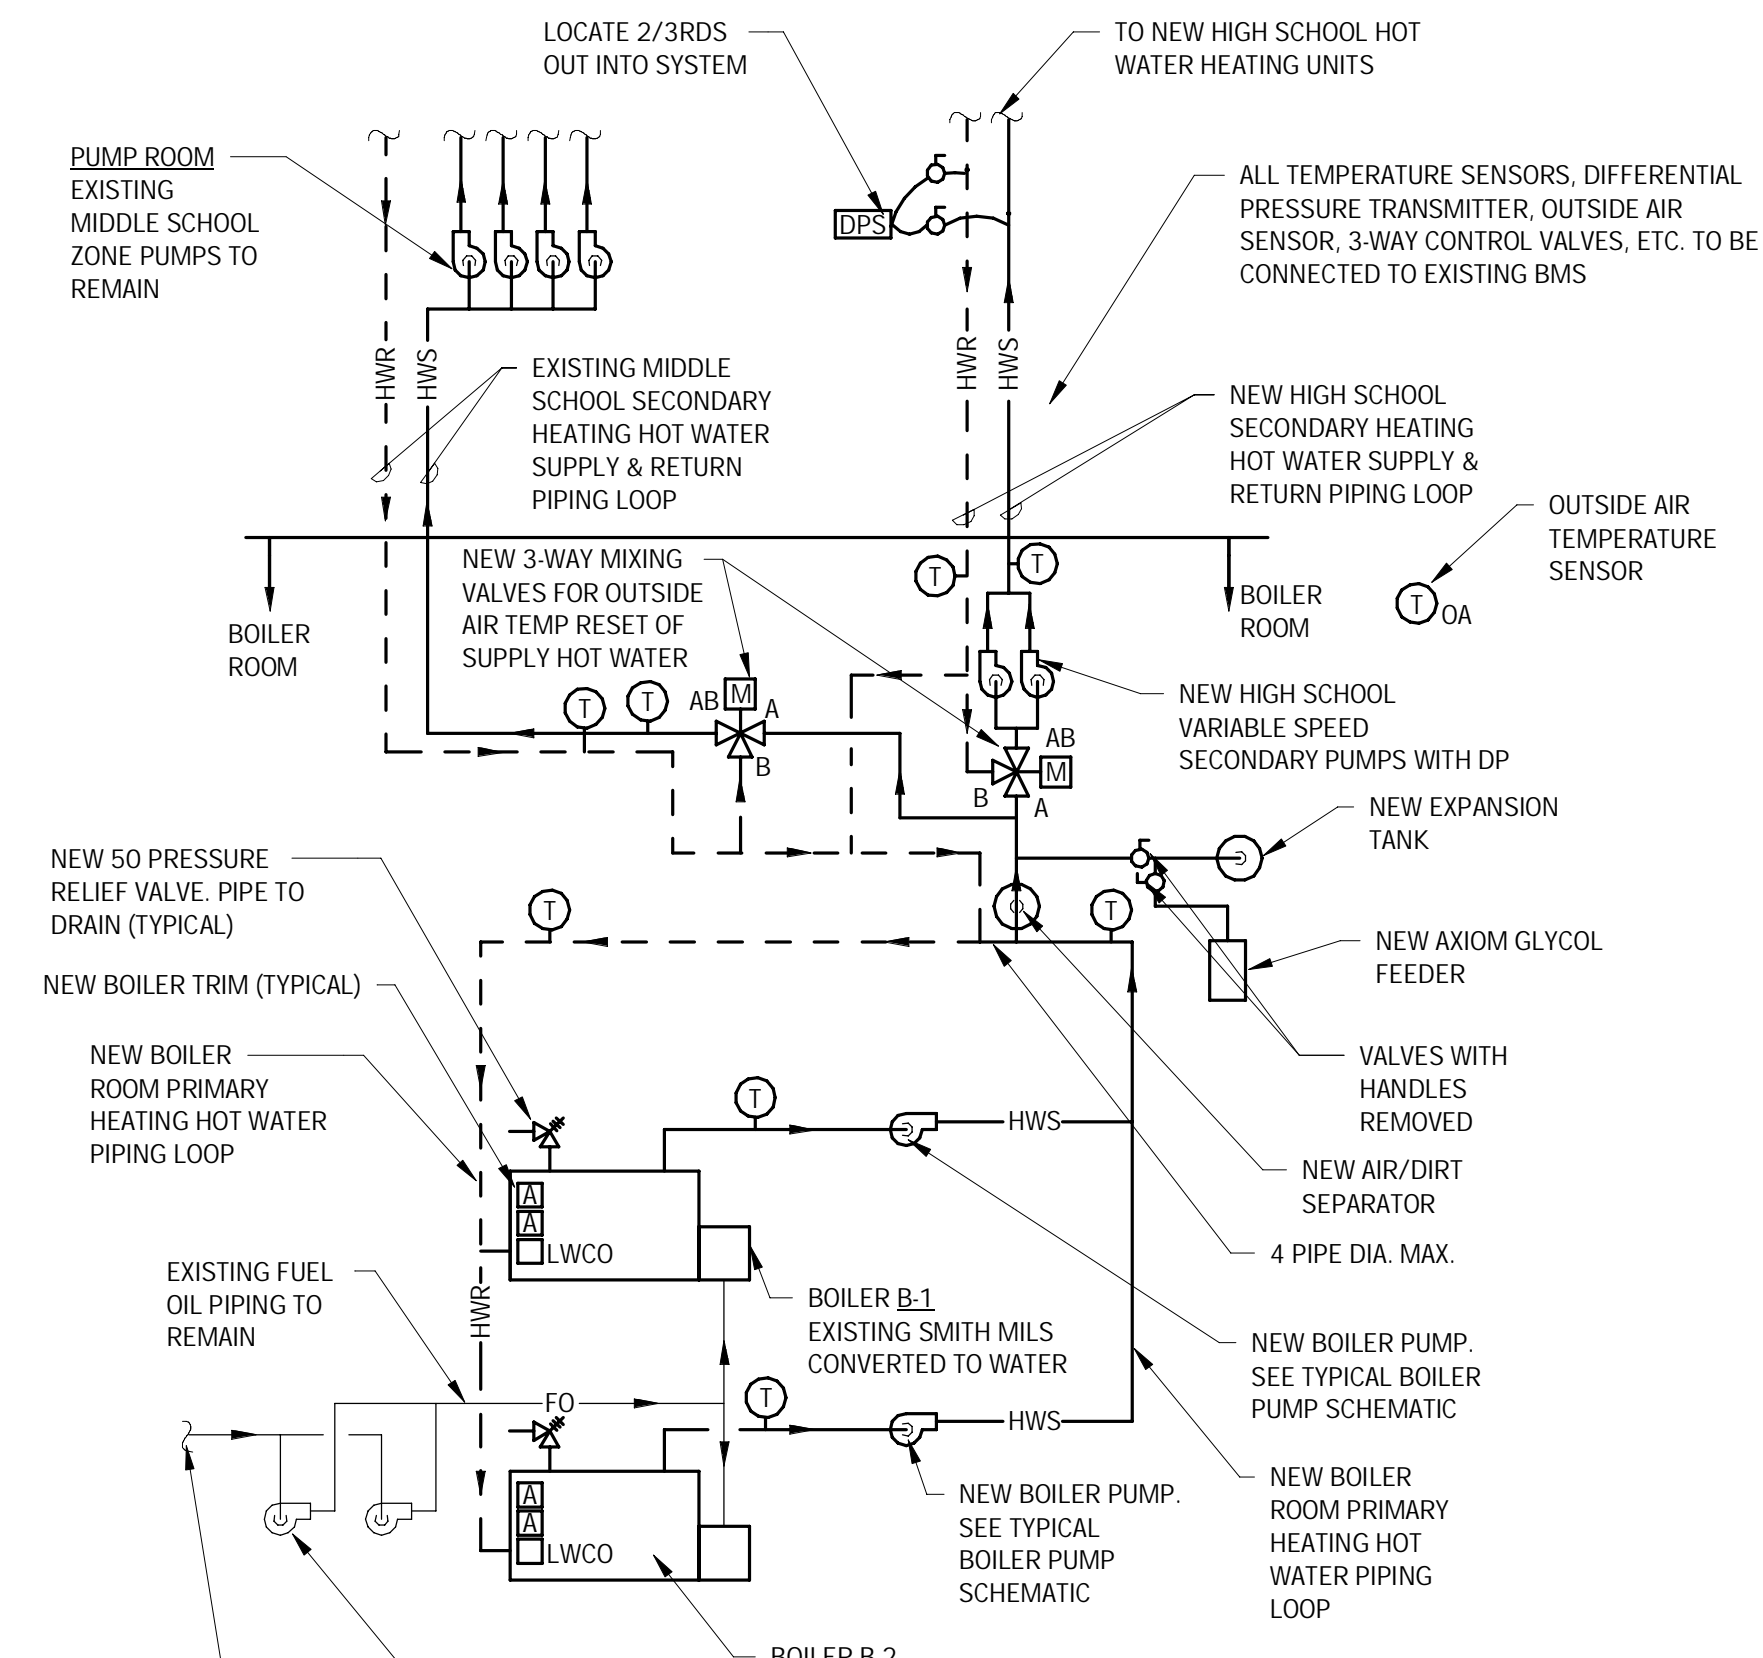 LOCATE 2/3RDS
OUT INTO SYSTEM
TO NEW HIGH SCHOOL HOT
WATER HEATING UNITS
PUMP ROOM
EXISTING
MIDDLE SCHOOL
ZONE PUMPS TO
REMAIN
DPS
ALL TEMPERATURE SENSORS, DIFFERENTIAL
PRESSURE TRANSMITTER, OUTSIDE AIR
SENSOR, 3-WAY CONTROL VALVES, ETC. TO BE
CONNECTED TO EXISTING BMS
HWR
HWS
HWR
HWS
EXISTING MIDDLE
SCHOOL SECONDARY
HEATING HOT WATER
SUPPLY & RETURN
PIPING LOOP
NEW HIGH SCHOOL
SECONDARY HEATING
HOT WATER SUPPLY &
RETURN PIPING LOOP
OUTSIDE AIR
TEMPERATURE
SENSOR
T
OA
NEW 3-WAY MIXING
VALVES FOR OUTSIDE
AIR TEMP RESET OF
SUPPLY HOT WATER
T
T
BOILER
ROOM
BOILER
ROOM
T
T
AB
M
A
B
NEW HIGH SCHOOL
VARIABLE SPEED
SECONDARY PUMPS WITH DP
AB
M
B
A
NEW EXPANSION
TANK
NEW 50 PRESSURE
RELIEF VALVE. PIPE TO
DRAIN (TYPICAL)
T
T
NEW AXIOM GLYCOL
FEEDER
NEW BOILER TRIM (TYPICAL)
NEW BOILER
ROOM PRIMARY
HEATING HOT WATER
PIPING LOOP
VALVES WITH
HANDLES
REMOVED
T
HWS
NEW AIR/DIRT
SEPARATOR
A
A
LWCO
4 PIPE DIA. MAX.
EXISTING FUEL
OIL PIPING TO
REMAIN
HWR
BOILER B-1
EXISTING SMITH MILS
CONVERTED TO WATER
NEW BOILER PUMP.
SEE TYPICAL BOILER
PUMP SCHEMATIC
FO
T
HWS
A
A
LWCO
NEW BOILER PUMP.
SEE TYPICAL
BOILER PUMP
SCHEMATIC
NEW BOILER
ROOM PRIMARY
HEATING HOT
WATER PIPING
LOOP
BOILER B-2